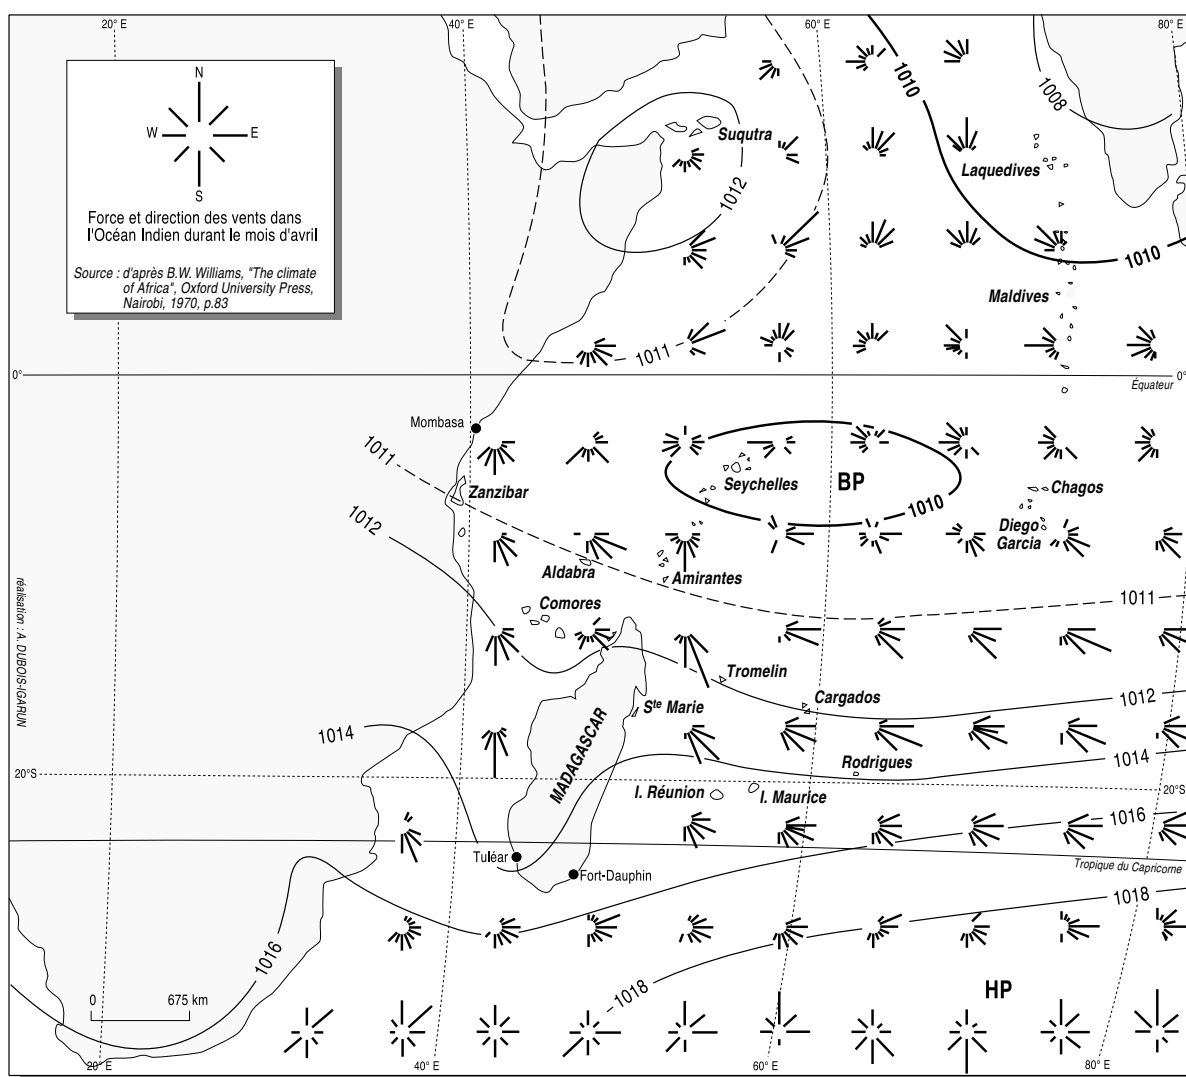 20° E
40° E
60° E
80° E
N
W
E
S
Force et direction des vents dans
l'Océan Indien durant le mois d'avril
Source : d'après B.W. Williams, "The climate
of Africa", Oxford University Press,
Nairobi, 1970, p.83
1010
1008
Suqutra
Laquedives
1012
1010
Maldives
1011
0°
0°
Équateur
Mombasa
1011
Zanzibar
Seychelles
BP
1010
Chagos
1012
Diego
Garcia
Aldabra
Amirantes
Comores
1011
réalisation : A. DUBOIS-IGARUN
Tromelin
Cargados
1012
Ste Marie
MADAGASCAR
1014
1014
Rodrigues
20°S
20°S
I. Réunion
I. Maurice
1016
Tuléar
Fort-Dauphin
Tropique du Capricorne
1018
1016
1018
HP
0
675 km
20° E
40° E
60° E
80° E